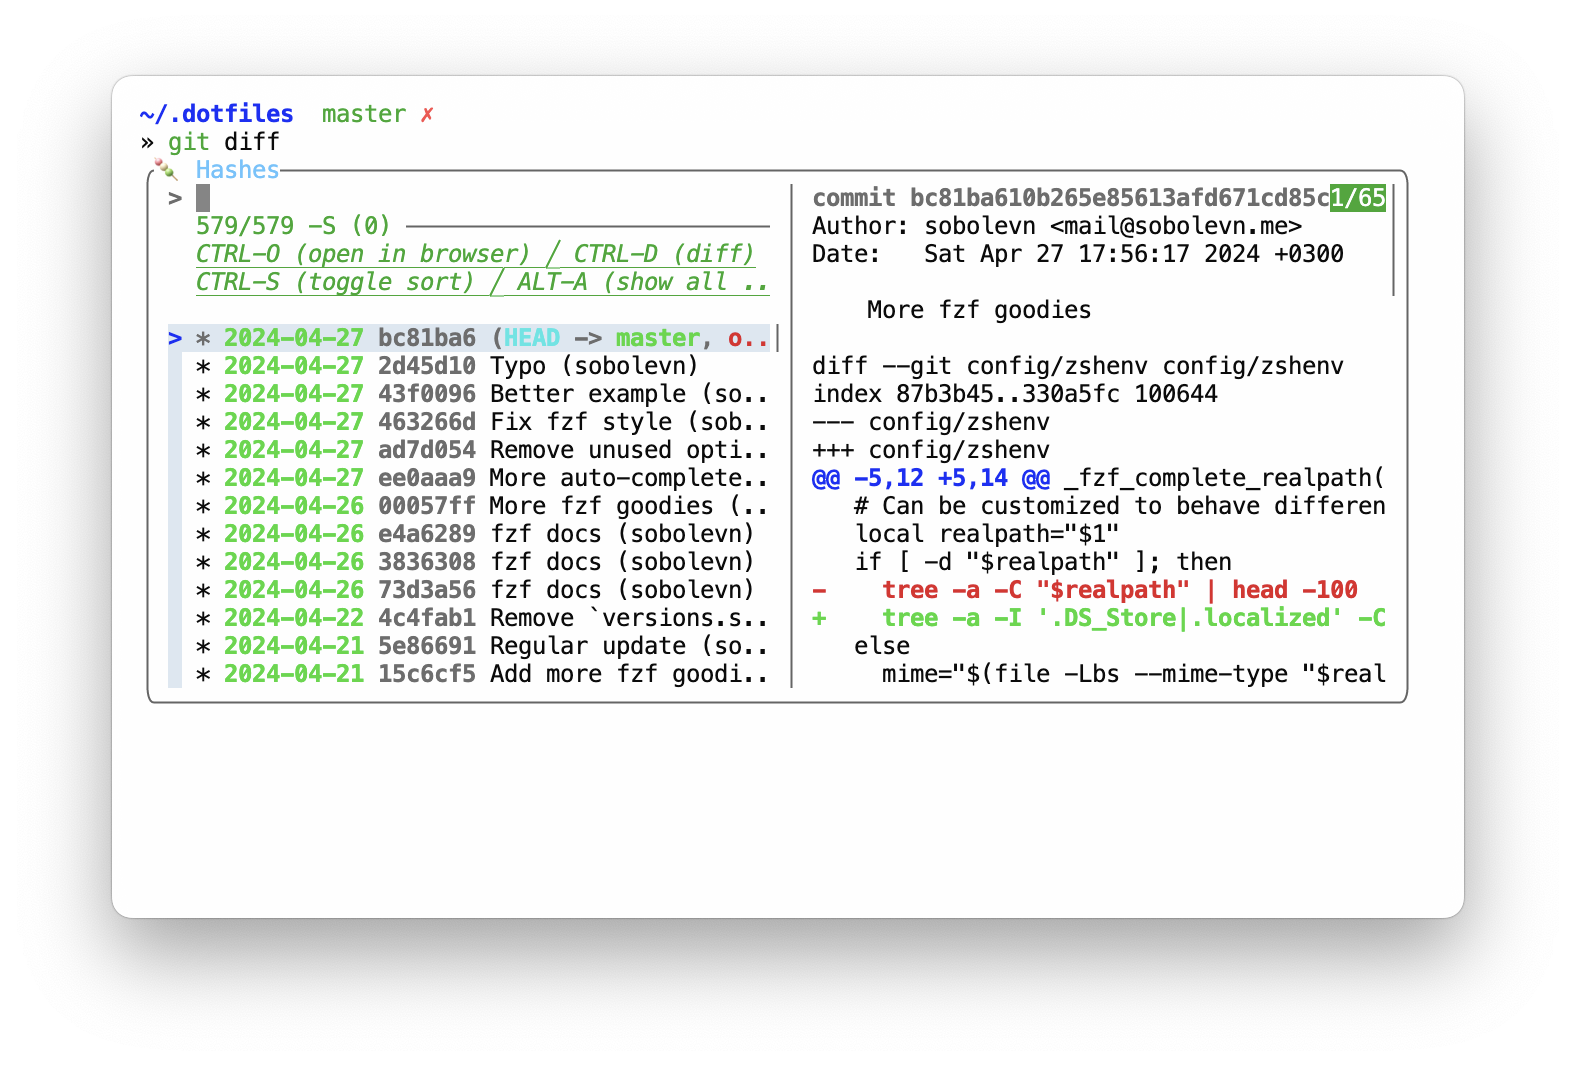 ~/.dotfiles master ✗
» git diff
Hashes
>
579/579 -S (0)
CTRL-O (open in browser) ╱ CTRL-D (diff)
CTRL-S (toggle sort) ╱ ALT-A (show all ..
> * 2024-04-27 bc81ba6 (HEAD -> master, o..
* 2024-04-27 2d45d10 Typo (sobolevn)
* 2024-04-27 43f0096 Better example (so..
* 2024-04-27 463266d Fix fzf style (sob..
* 2024-04-27 ad7d054 Remove unused opti..
* 2024-04-27 ee0aaa9 More auto-complete..
* 2024-04-26 00057ff More fzf goodies (..
* 2024-04-26 e4a6289 fzf docs (sobolevn)
* 2024-04-26 3836308 fzf docs (sobolevn)
* 2024-04-26 73d3a56 fzf docs (sobolevn)
* 2024-04-22 4c4fab1 Remove `versions.s..
* 2024-04-21 5e86691 Regular update (so..
* 2024-04-21 15c6cf5 Add more fzf goodi..
commit bc81ba610b265e85613afd671cd85c1/65
Author: sobolevn <mail@sobolevn.me>
Date:   Sat Apr 27 17:56:17 2024 +0300
More fzf goodies
diff --git config/zshenv config/zshenv
index 87b3b45..330a5fc 100644
--- config/zshenv
+++ config/zshenv
@@ -5,12 +5,14 @@ _fzf_complete_realpath(
# Can be customized to behave differen
local realpath="$1"
if [ -d "$realpath" ]; then
-    tree -a -C "$realpath" | head -100
+    tree -a -I '.DS_Store|.localized' -C
else
mime="$(file -Lbs --mime-type "$real